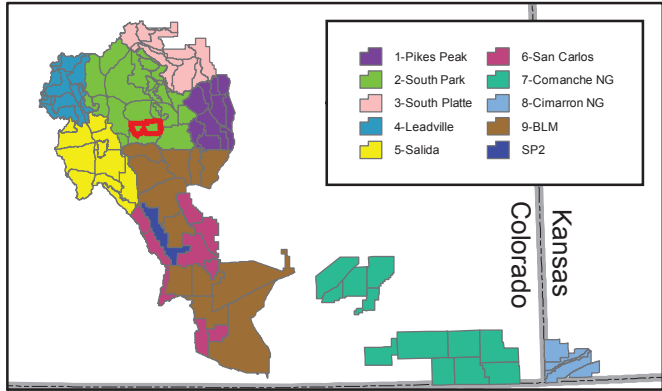 1-Pikes Peak
2-South Park
3-South Platte
4-Leadville
5-Salida
6-San Carlos
7-Comanche NG
8-Cimarron NG
9-BLM
SP2
Colorado
Kansas